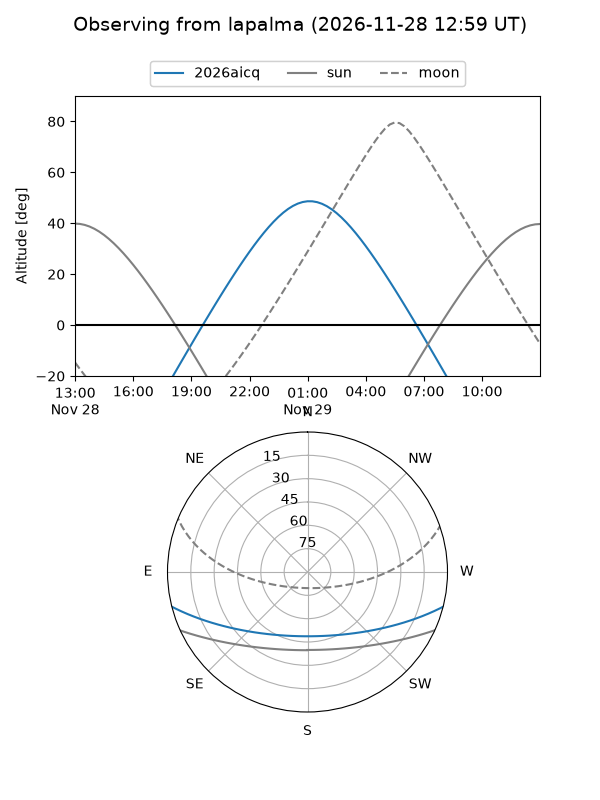 Observing from lapalma (2026-11-28 12:59 UT)
2026aicq sun moon
Altitude [deg]
80
60
40
20
0
−20
13:00 16:00 19:00 22:00 01:00 04:00 07:00 10:00
Nov 28 Nov 29
N
NE NW
15
30
45
60
75
E W
SE SW
S